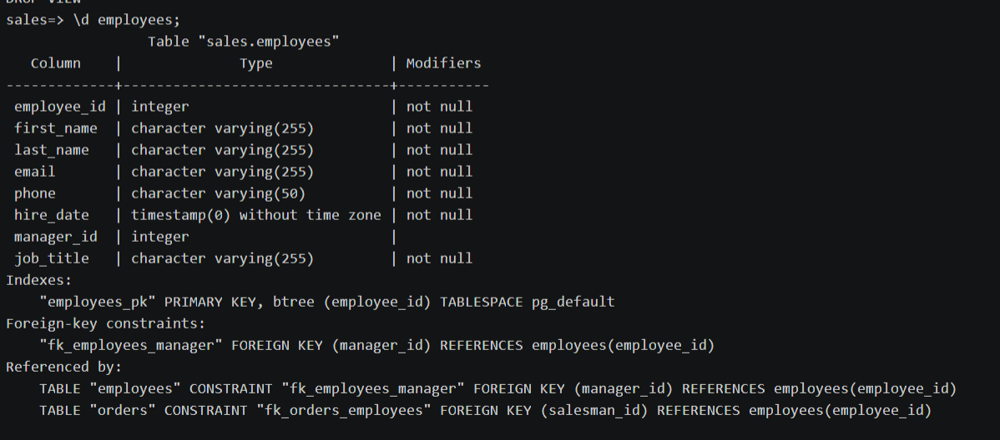 DROP VIEW
sales=> \d employees;
                 Table "sales.employees"
   Column    |              Type              | Modifiers
-------------+--------------------------------+-----------
 employee_id | integer                        | not null
 first_name  | character varying(255)         | not null
 last_name   | character varying(255)         | not null
 email       | character varying(255)         | not null
 phone       | character varying(50)          | not null
 hire_date   | timestamp(0) without time zone | not null
 manager_id  | integer                        |
 job_title   | character varying(255)         | not null
Indexes:
    "employees_pk" PRIMARY KEY, btree (employee_id) TABLESPACE pg_default
Foreign-key constraints:
    "fk_employees_manager" FOREIGN KEY (manager_id) REFERENCES employees(employee_id)
Referenced by:
    TABLE "employees" CONSTRAINT "fk_employees_manager" FOREIGN KEY (manager_id) REFERENCES employees(employee_id)
    TABLE "orders" CONSTRAINT "fk_orders_employees" FOREIGN KEY (salesman_id) REFERENCES employees(employee_id)